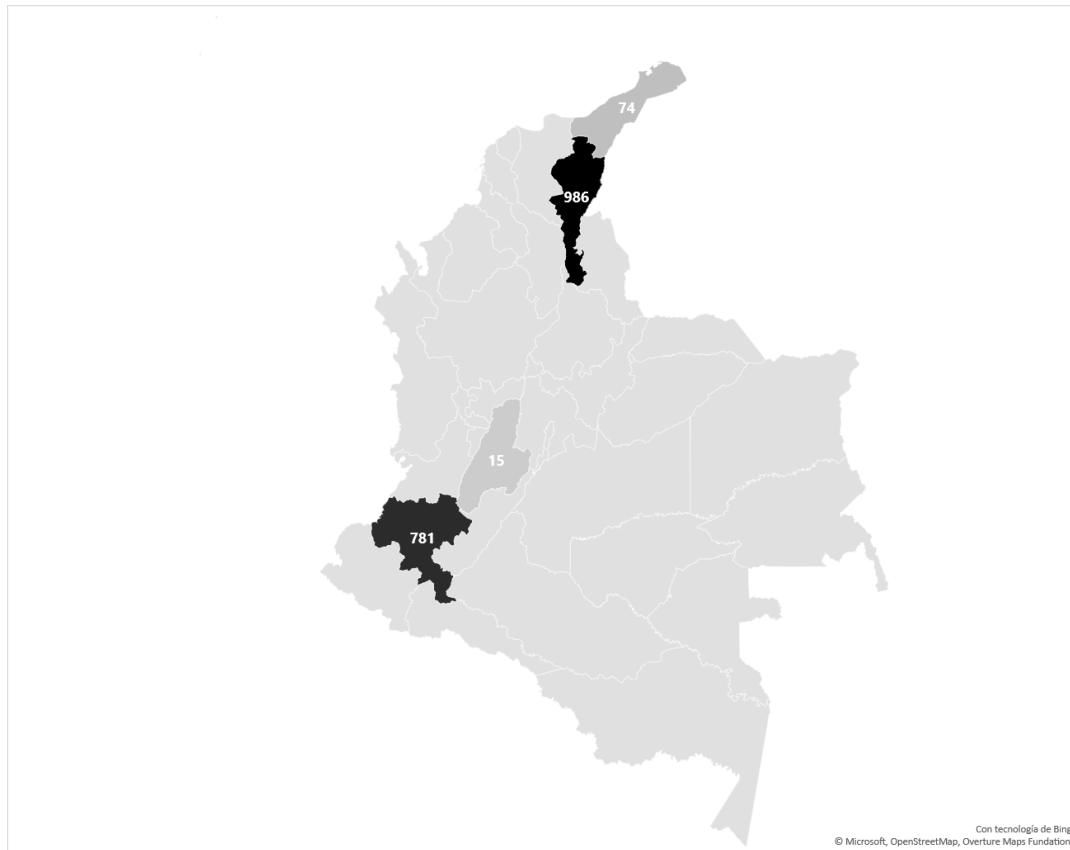 74
986
15
781
Con tecnología de Bing
© Microsoft, OpenStreetMap, Overture Maps Fundation